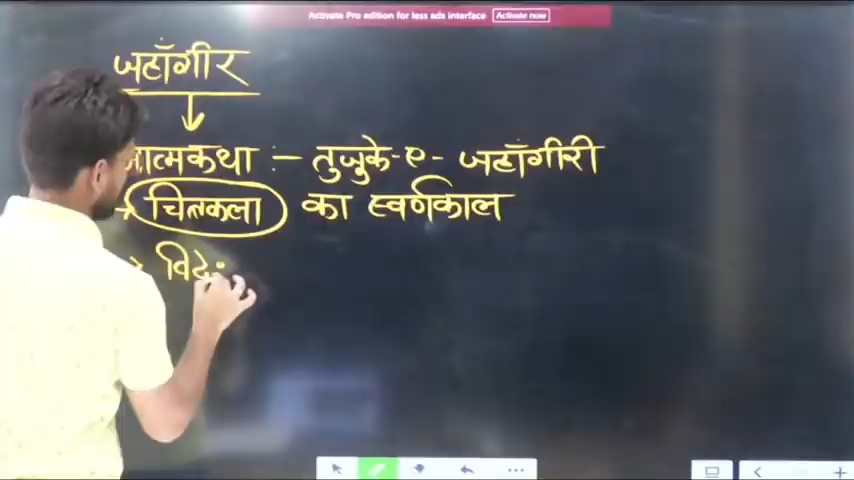 Activate Pro edition for less ads interface Activate now
जहाँगीर
आत्मकथा :- तुजुके-ए- जहाँगीरी
→ चित्रकला का स्वर्णकाल